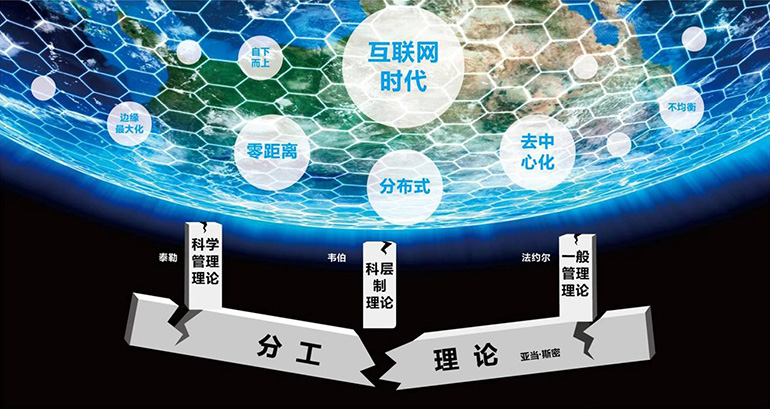 互联网
时代
自下
而上
边缘
最大化
零距离
分布式
去中
心化
不均衡
泰勒
科学
管理
理论
韦伯
科层
制
理论
法约尔
一般
管理
理论
分工
理论
亚当·斯密